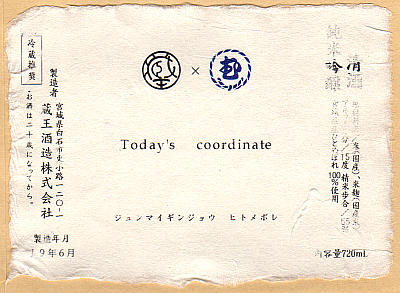 Today's coordinate
ジュンマイギンジョウ ヒトメボレ
清酒
純米吟醸
15度 精米歩合
100%使用
内容量720mL
冷蔵推奨
お酒は二十歳になってから。
製造者
宮城県白石市東小路一二〇-一
蔵王酒造株式会社
製造年月
19年6月